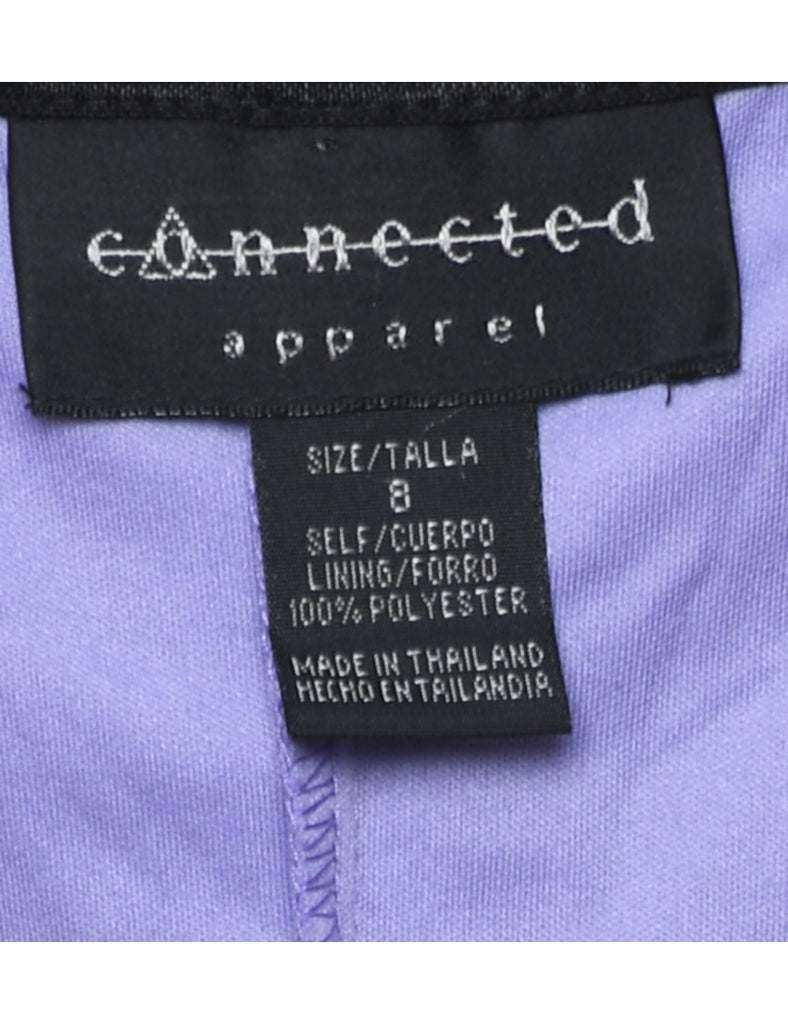 connected
apparel
SIZE/TALLA
8
SELF/CUERPO
LINING/FORRO
100% POLYESTER
MADE IN THAILAND
HECHO EN TAILANDIA